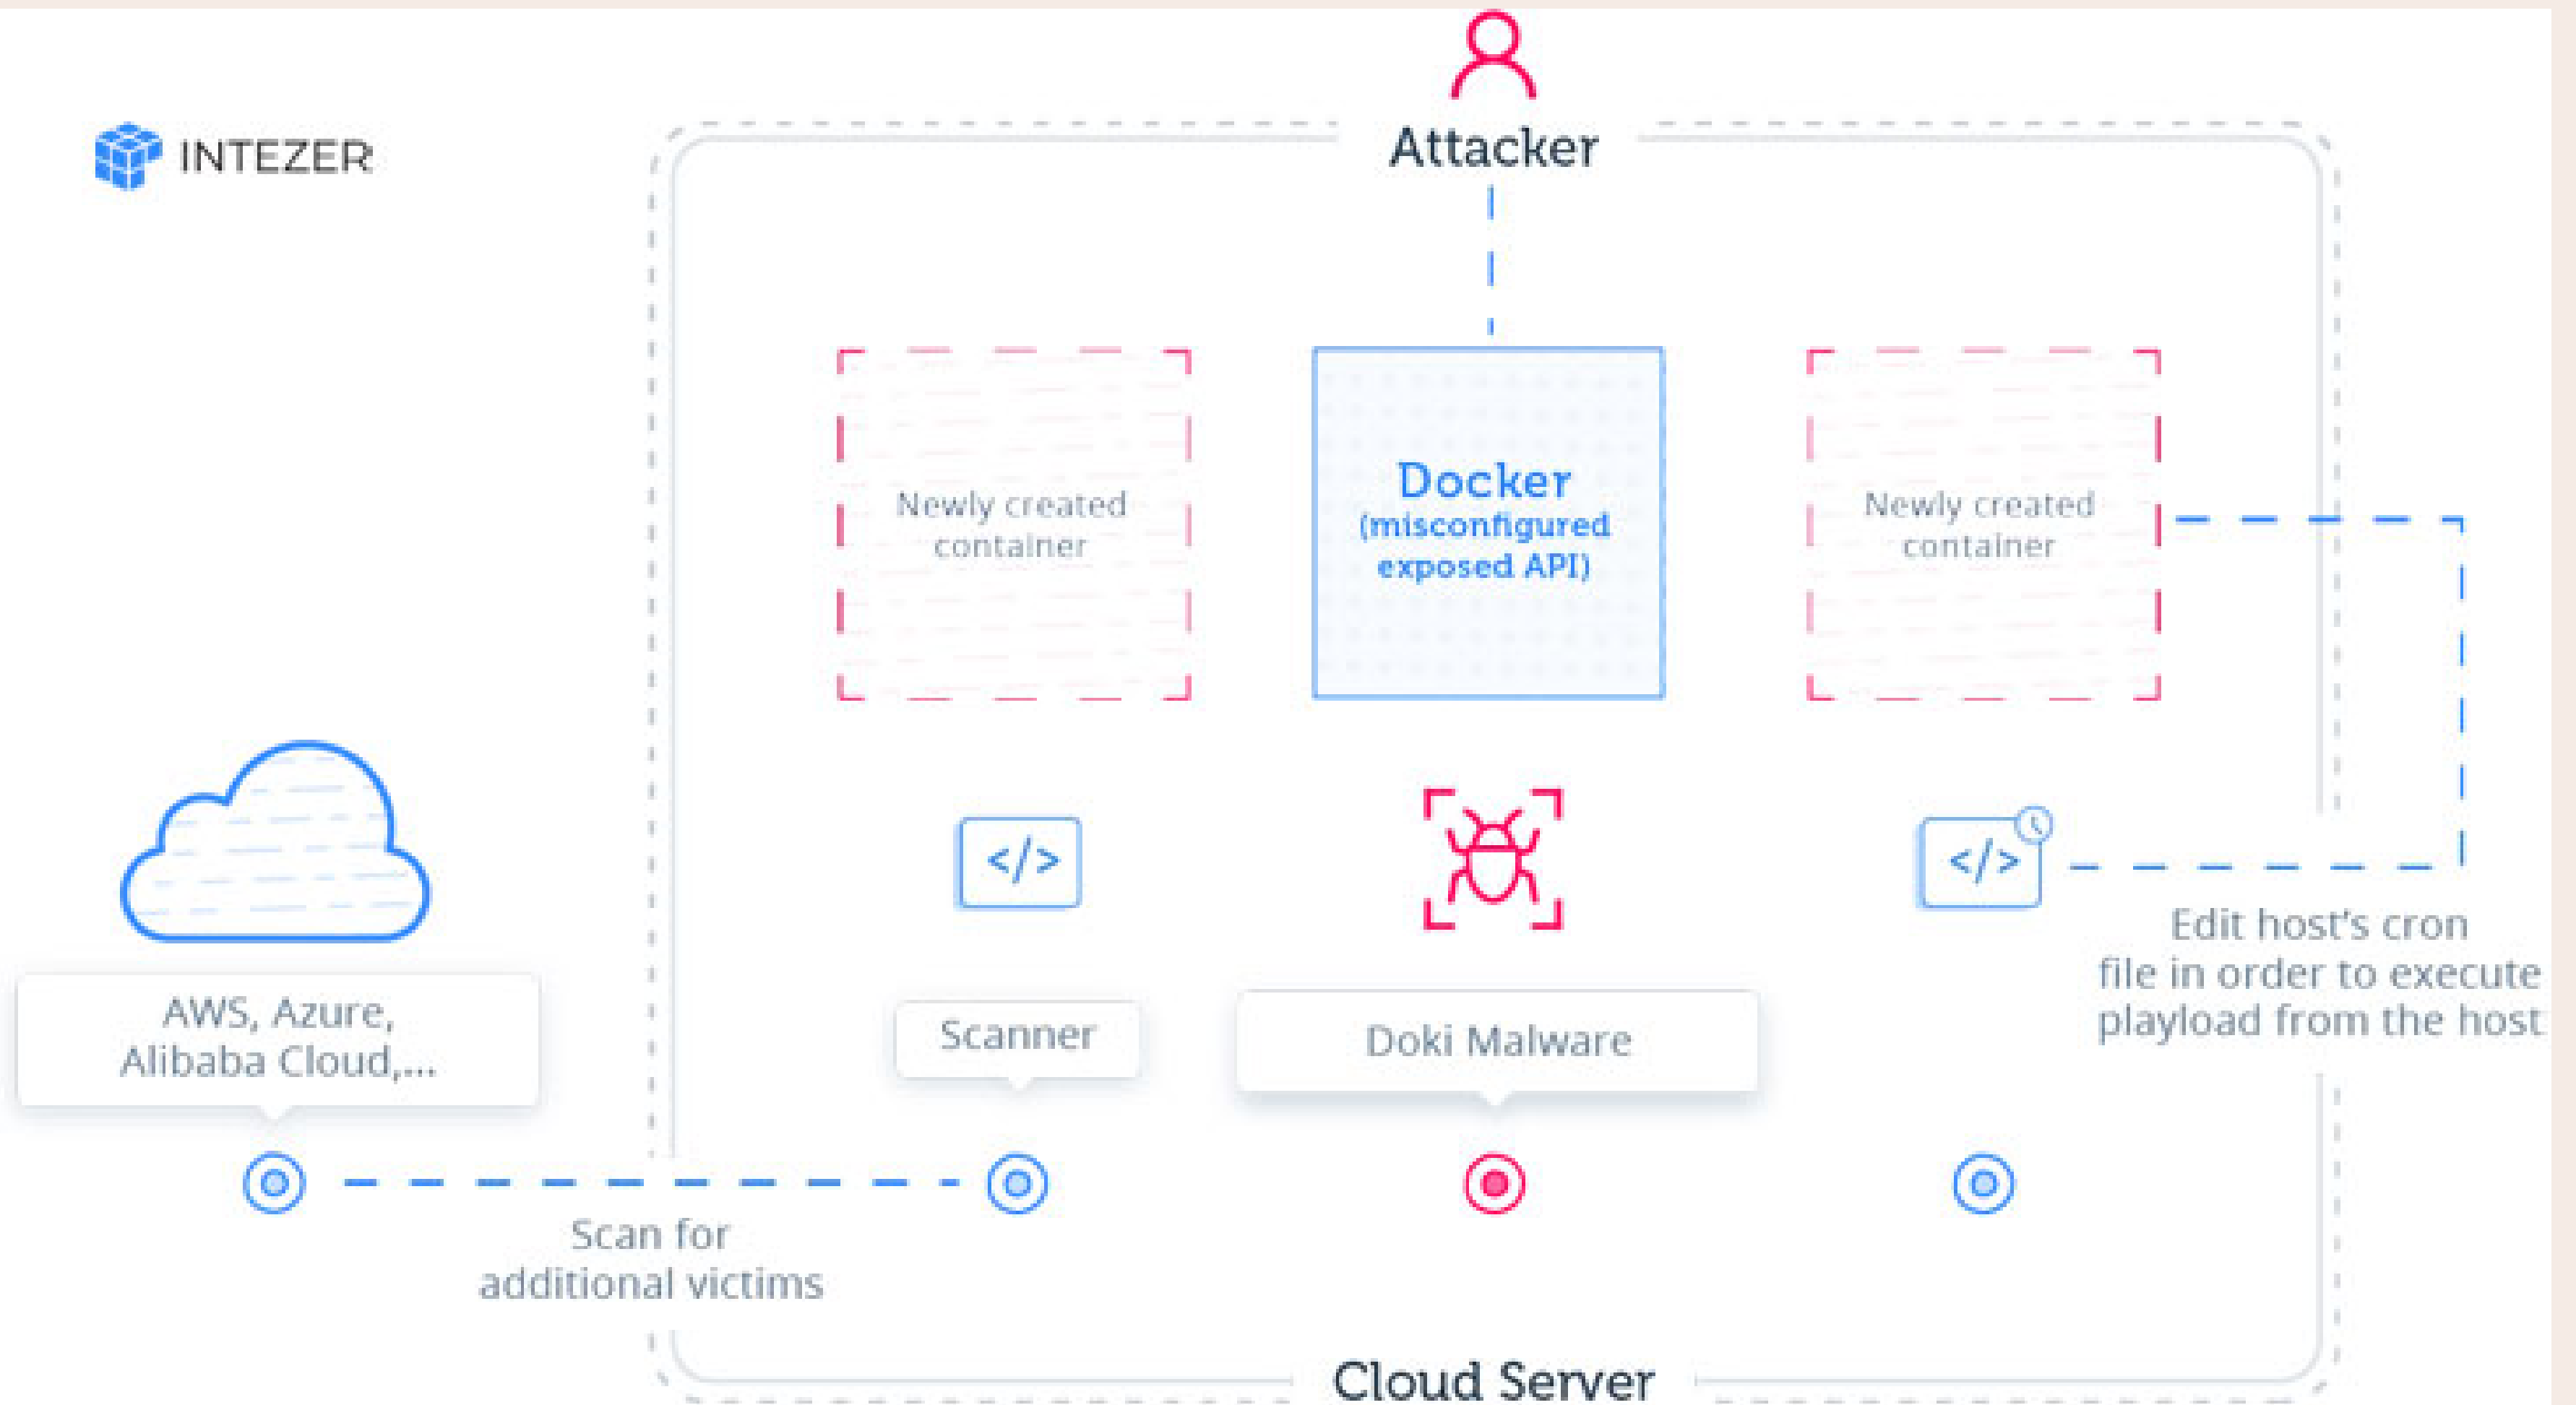 INTEZER
Attacker
Newly created
container
Docker
(misconfigured
exposed API)
Newly created
container
</>
</>
Edit host's cron
file in order to execute
playload from the host
AWS, Azure,
Alibaba Cloud,...
Scanner
Doki Malware
Scan for
additional victims
Cloud Server